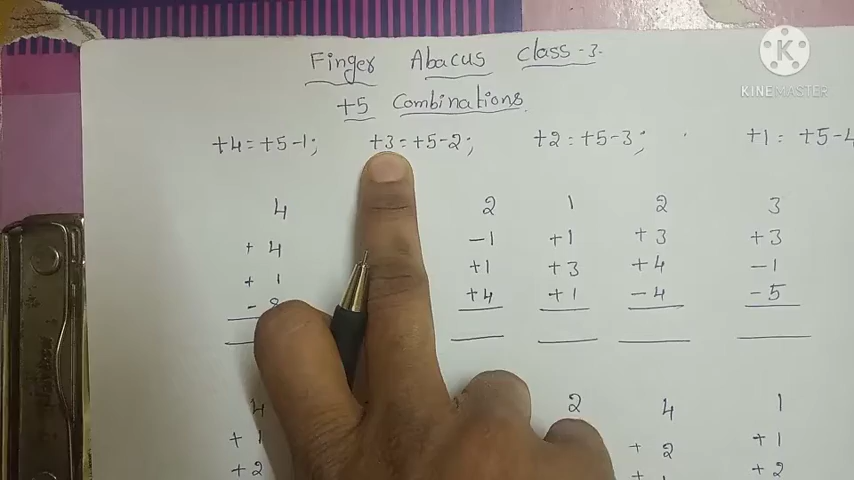 KINEMASTER
Finger Abacus Class-3.
+5 Combinations.
+4=+5-1; +3=+5-2; +2=+5-3; +1=+5-4
4 2 1 2 3
+4 -1 +1 +3 +3
+1 +1 +3 +4 -1
- +4 +1 -4 -5
4 2 4 1
+1 +2 +1
+2 +2